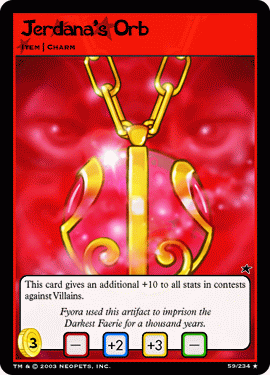 Jerdana's Orb
Item | Charm
This card gives an additional +10 to all stats in contests
against Villains.
Fyora used this artifact to imprison the
Darkest Faerie for a thousand years.
3
— +2 +3 —
TM & © 2003 NEOPETS, INC. 59/234 ★